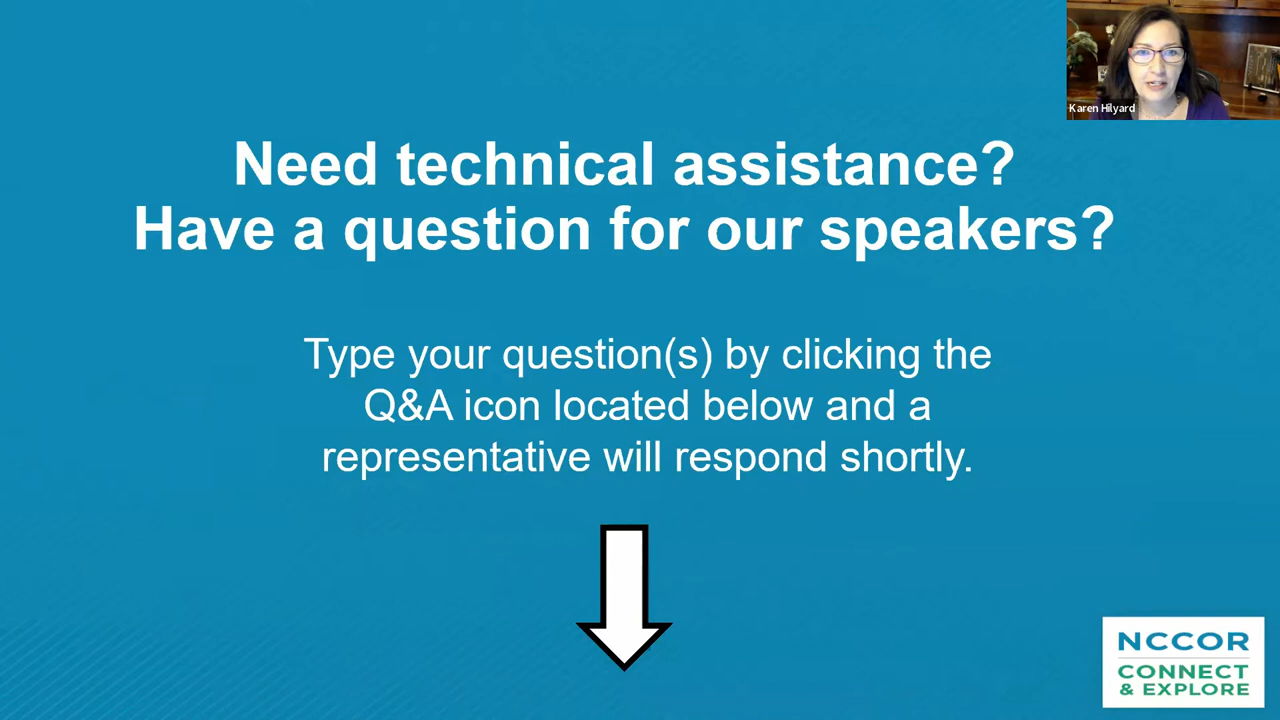 Karen Hilyard
Need technical assistance?
Have a question for our speakers?
Type your question(s) by clicking the
Q&A icon located below and a
representative will respond shortly.
NCCOR
CONNECT
& EXPLORE